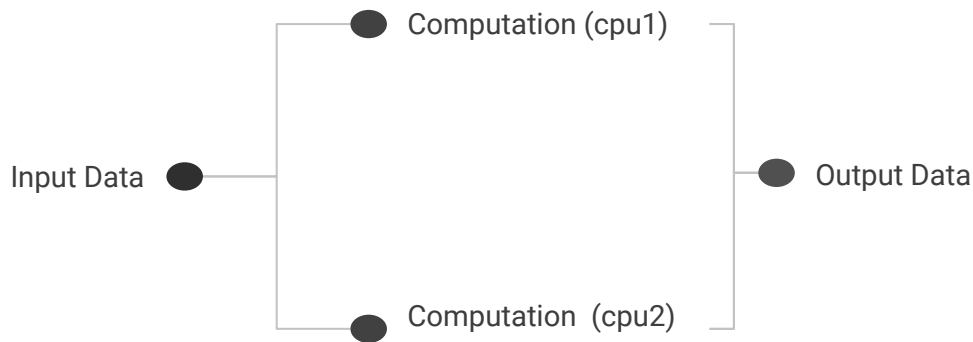 Computation (cpu1)
Input Data
Output Data
Computation (cpu2)